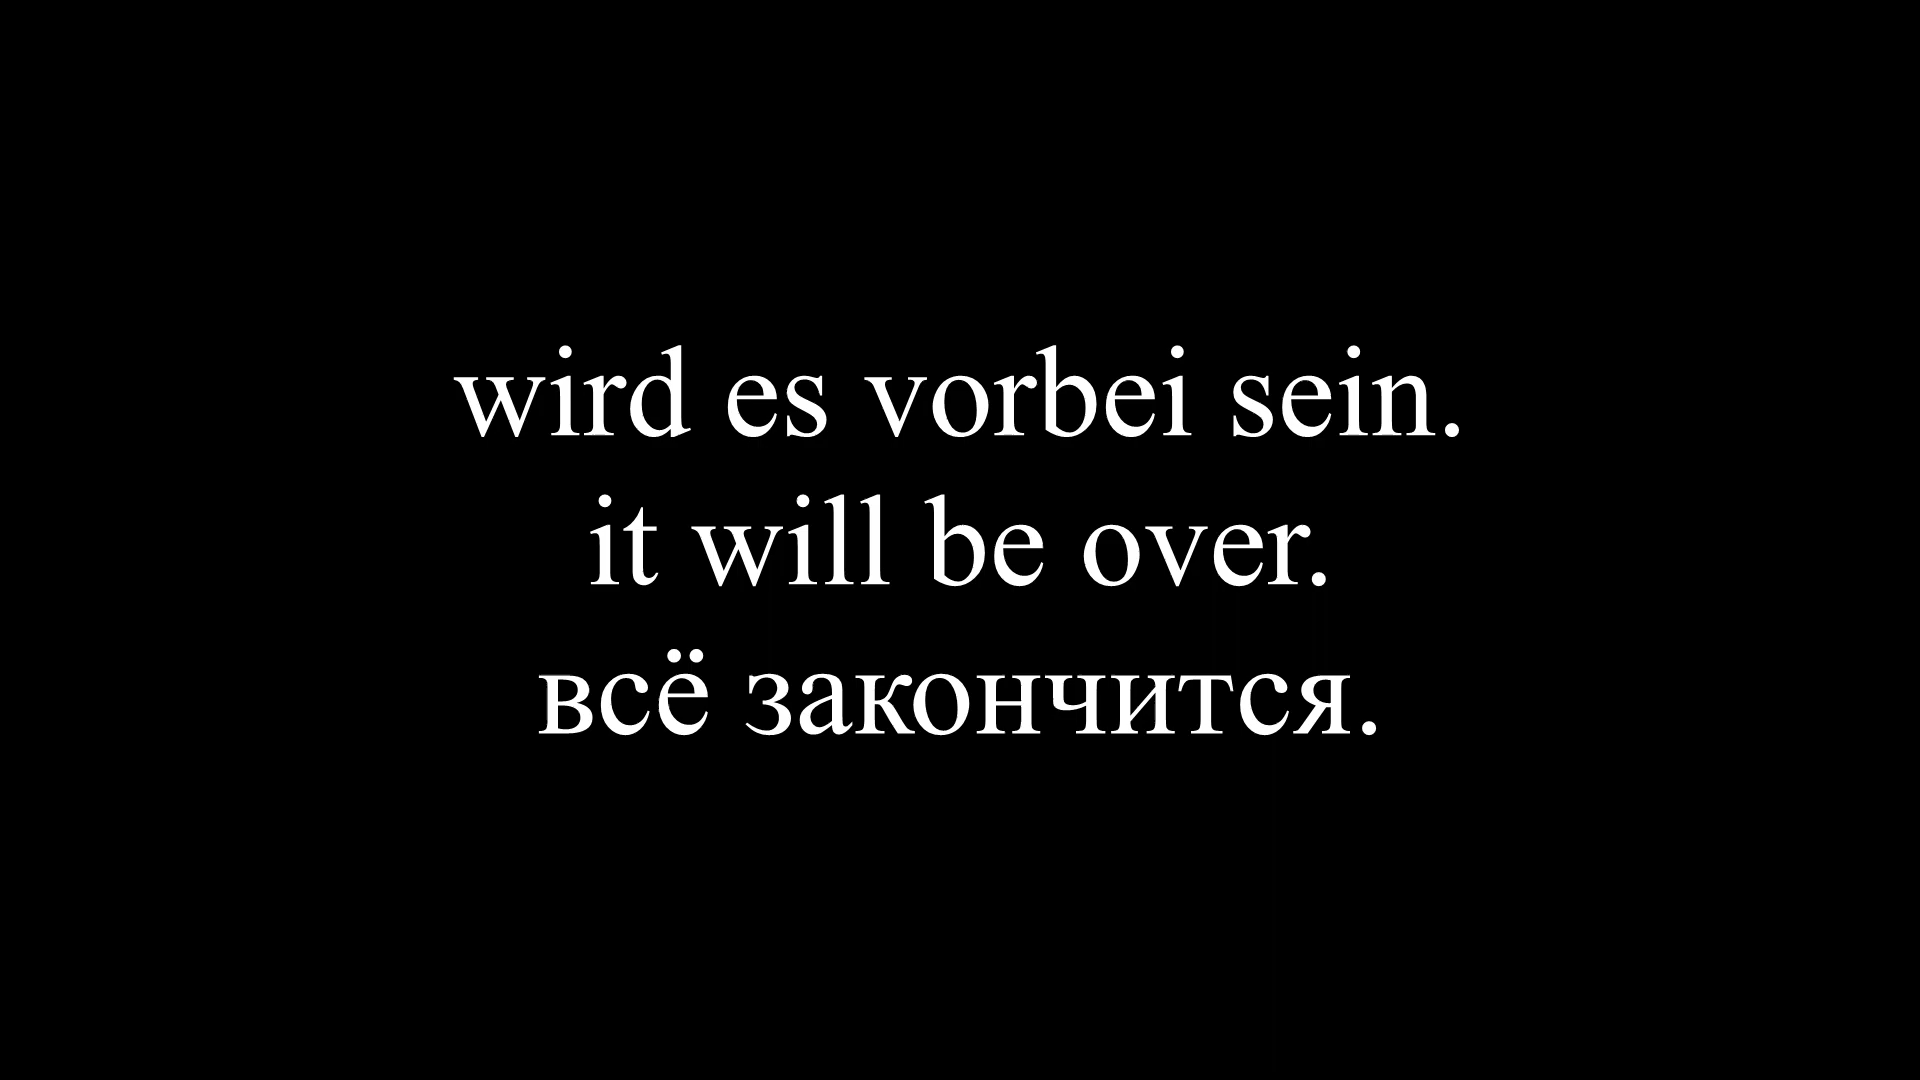 wird es vorbei sein.
it will be over.
всё закончится.